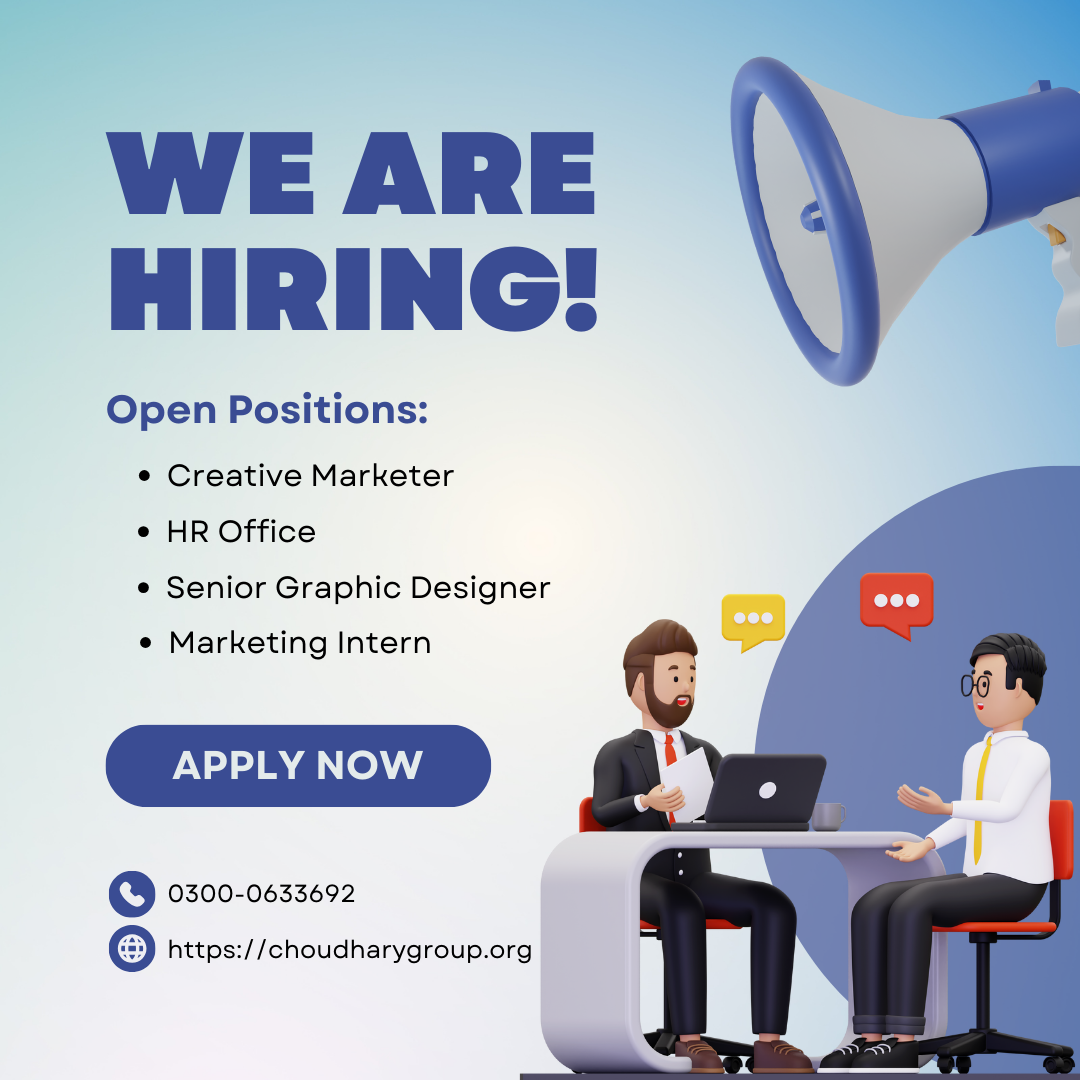 WE ARE
HIRING!
Open Positions:
• Creative Marketer
• HR Office
• Senior Graphic Designer
• Marketing Intern
APPLY NOW
0300-0633692
https://choudharygroup.org